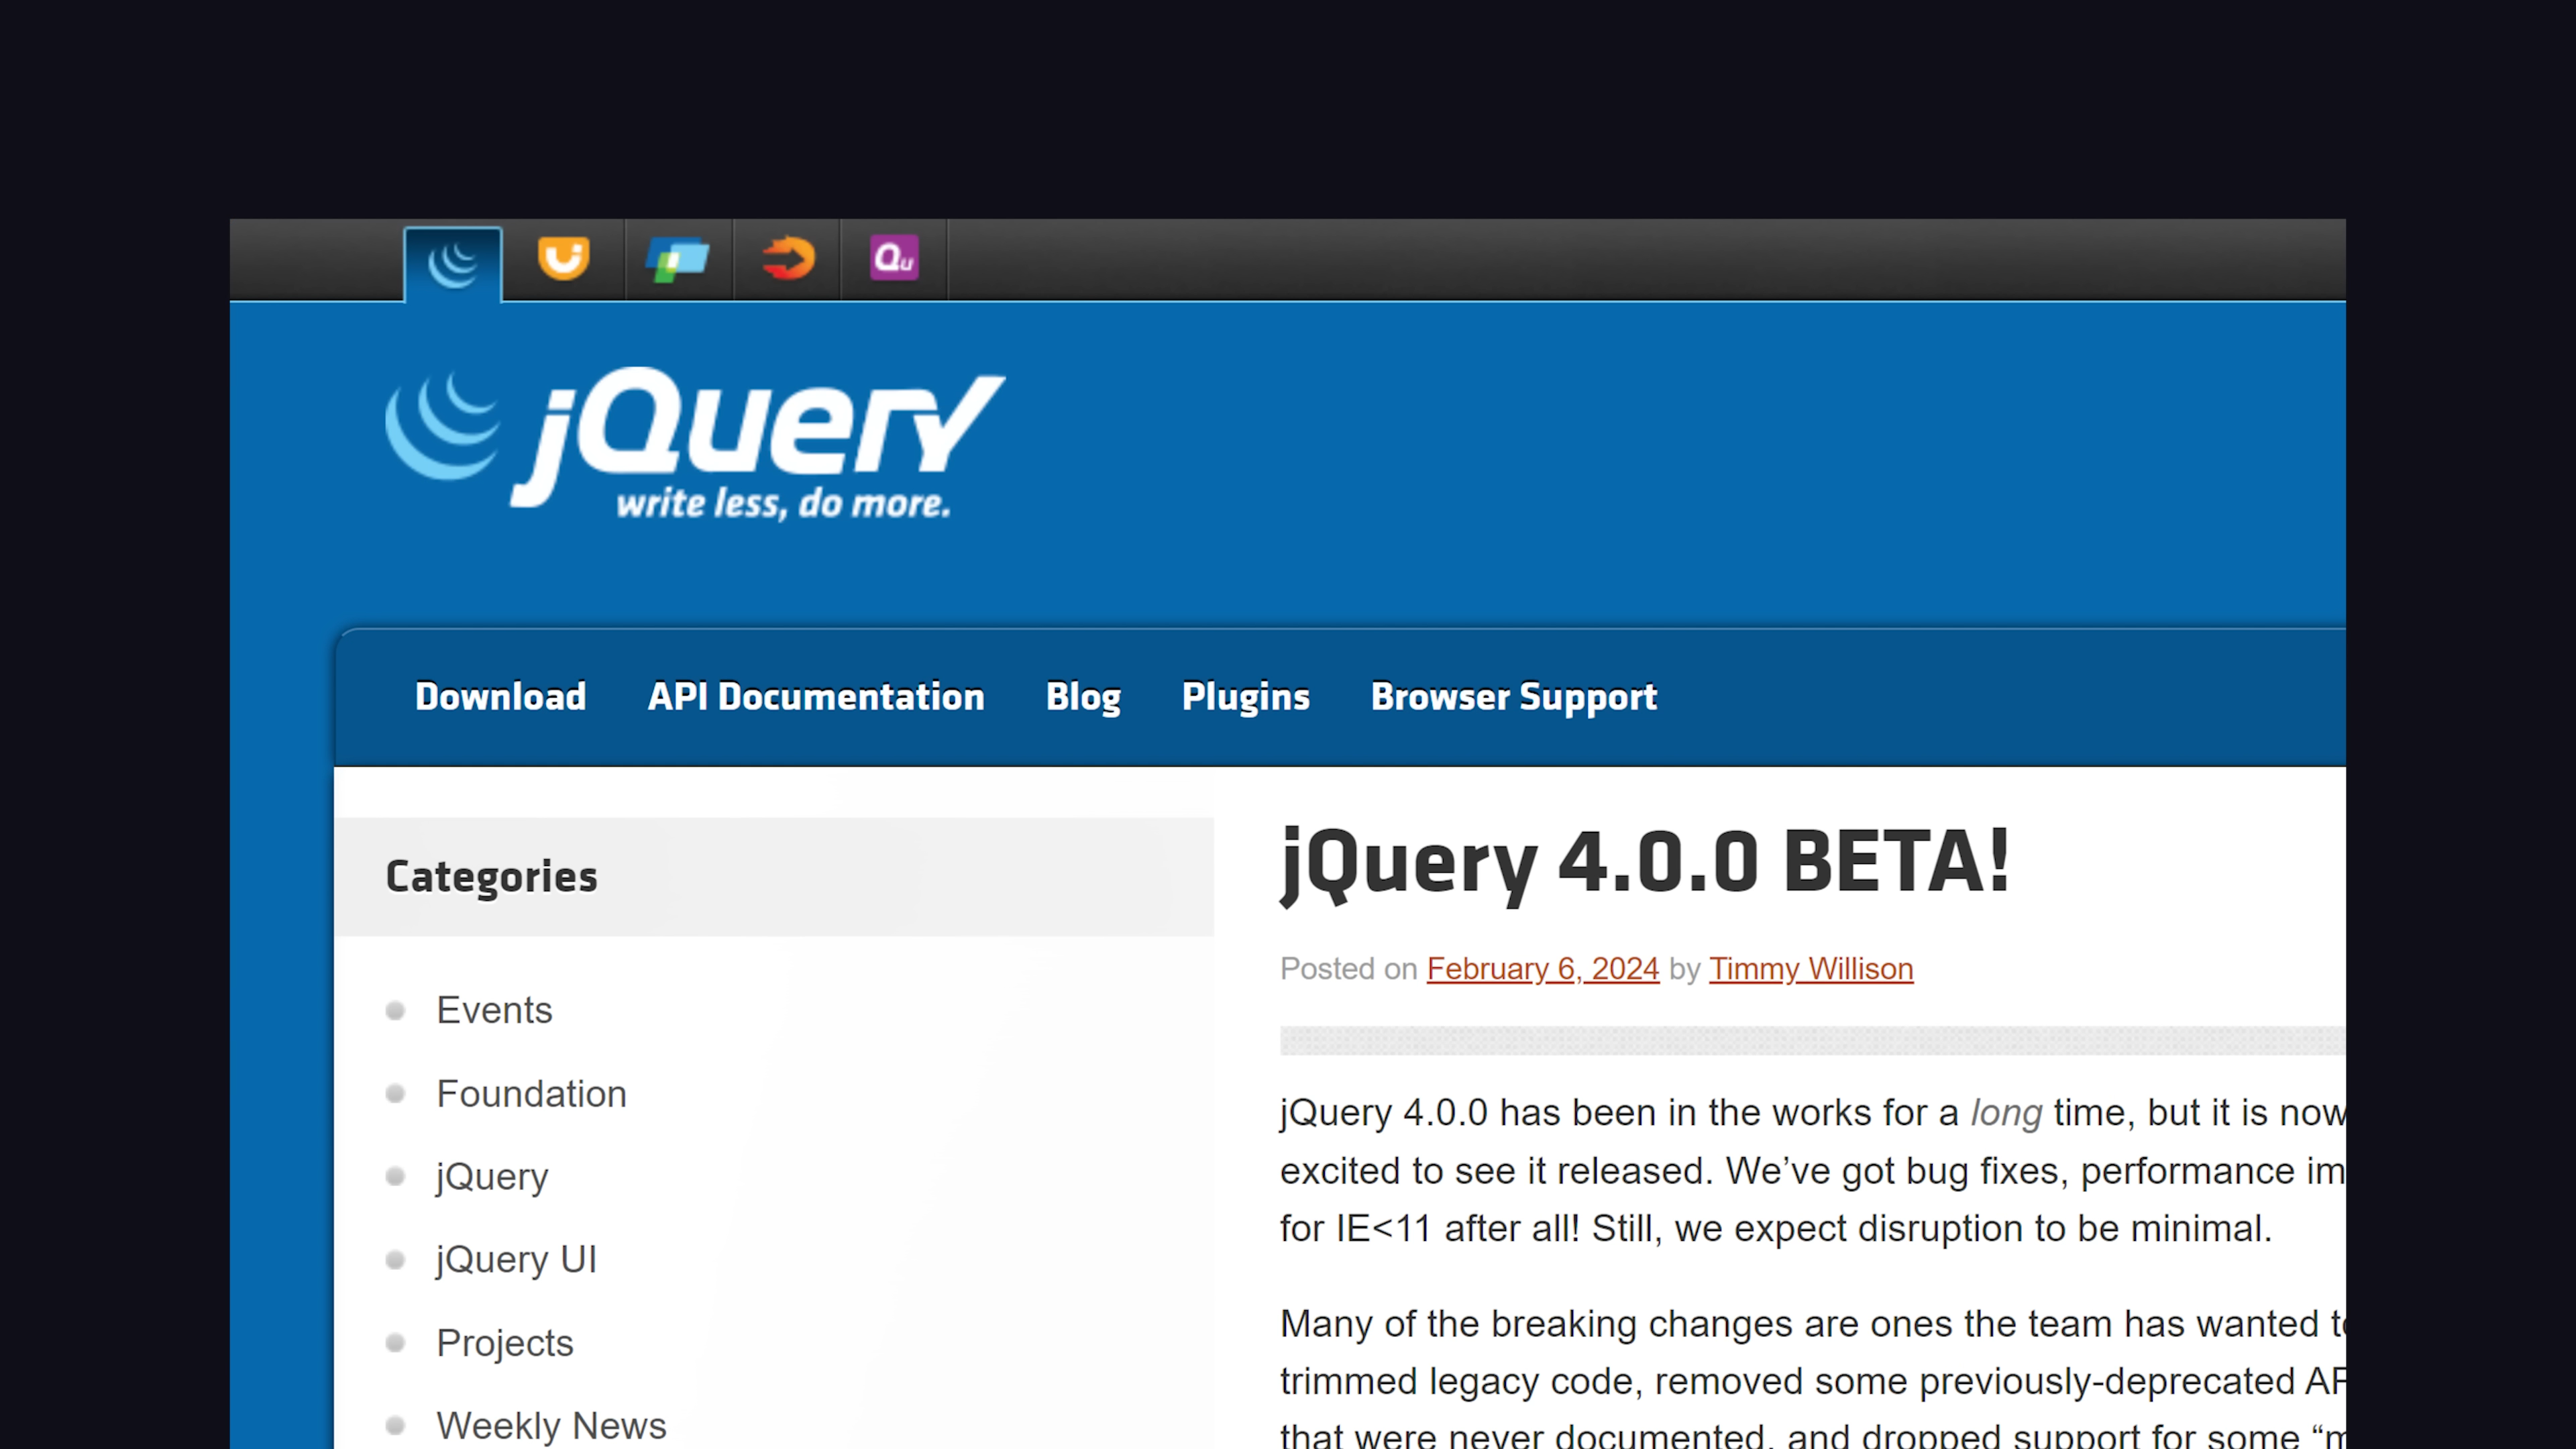 Qu
jQuery
write less, do more.
Download API Documentation Blog Plugins Browser Support
Categories
Events
Foundation
jQuery
jQuery UI
Projects
Weekly News
jQuery 4.0.0 BETA!
Posted on February 6, 2024 by Timmy Willison
jQuery 4.0.0 has been in the works for a long time, but it is now
excited to see it released. We’ve got bug fixes, performance im
for IE<11 after all! Still, we expect disruption to be minimal.
Many of the breaking changes are ones the team has wanted to
trimmed legacy code, removed some previously-deprecated
that were never documented, and dropped support for some